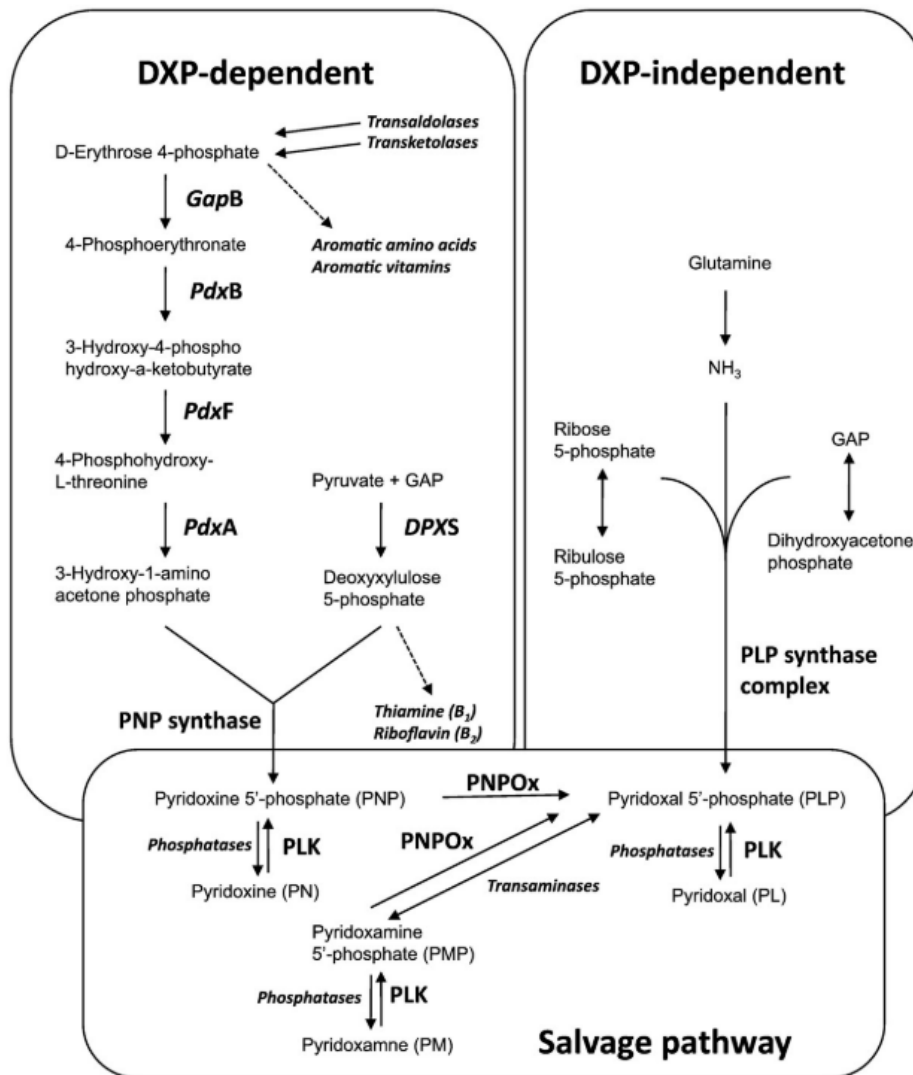 DXP-dependent
Transaldolases
Transketolases
D-Erythrose 4-phosphate
GapB
4-Phosphoerythronate
Aromatic amino acids
Aromatic vitamins
PdxB
3-Hydroxy-4-phospho
hydroxy-a-ketobutyrate
PdxF
4-Phosphohydroxy-
L-threonine
Pyruvate + GAP
PdxA
DPXS
3-Hydroxy-1-amino
acetone phosphate
Deoxyxylulose
5-phosphate
PNP synthase
Thiamine (B1)
Riboflavin (B2)
DXP-independent
Glutamine
NH3
Ribose
5-phosphate
GAP
Ribulose
5-phosphate
Dihydroxyacetone
phosphate
PLP synthase
complex
Pyridoxine 5'-phosphate (PNP)
PNPOx
Pyridoxal 5'-phosphate (PLP)
Phosphatases
PLK
PNPOx
Phosphatases
PLK
Pyridoxine (PN)
Transaminases
Pyridoxal (PL)
Pyridoxamine
5'-phosphate (PMP)
Phosphatases
PLK
Pyridoxamne (PM)
Salvage pathway